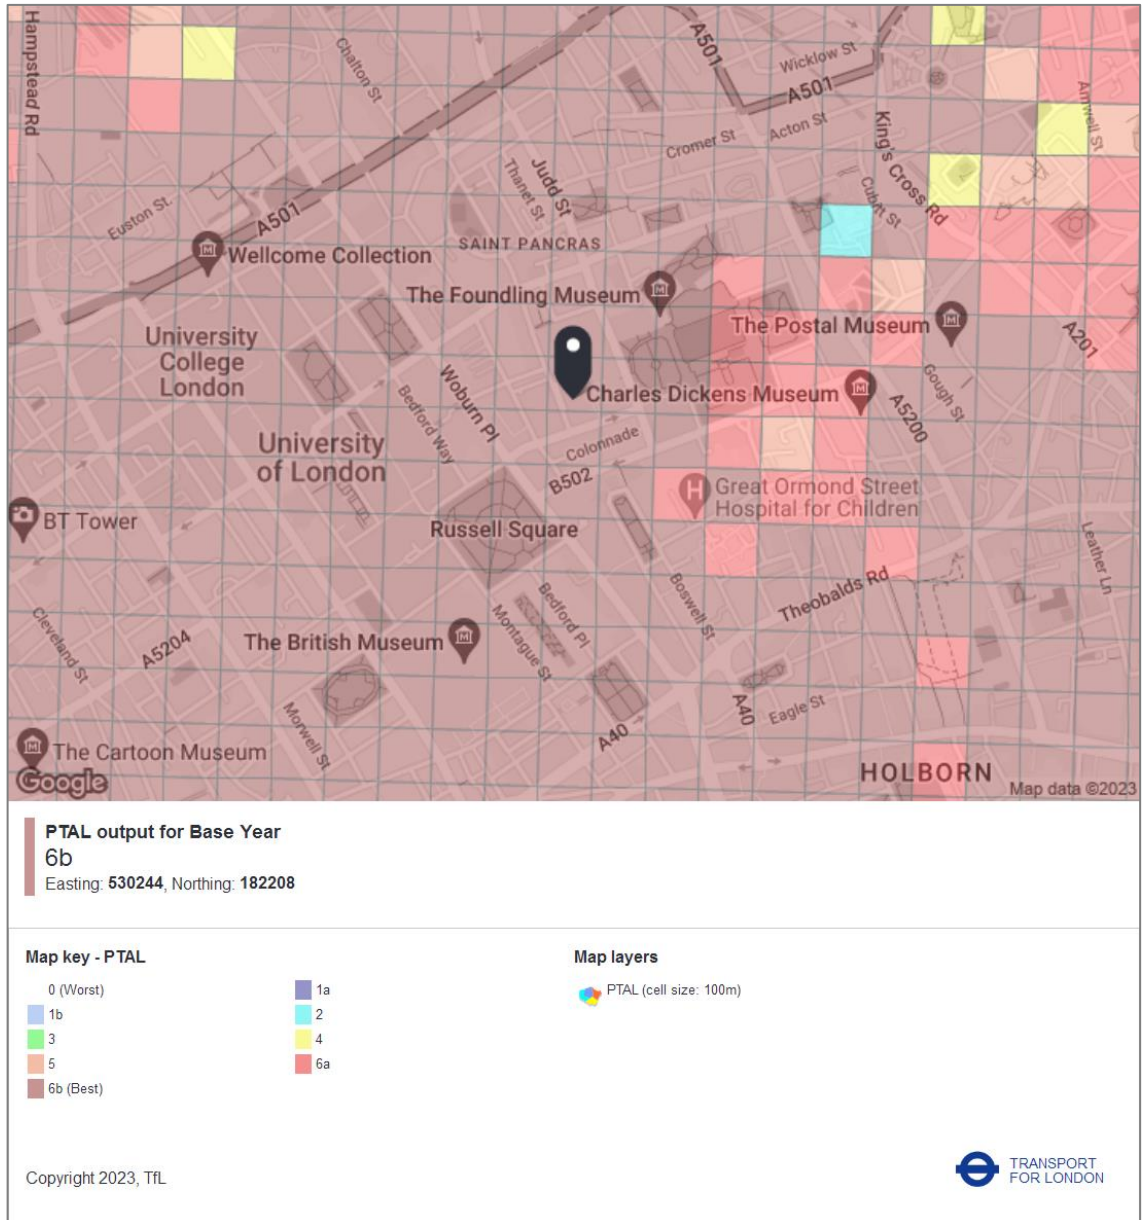 Hampstead Rd
Chalton St
A501
Wicklow St
A501
Amwell St
Acton St
Cromer St
King's Cross Rd
Judd St
Thanet St
Cubitt St
Euston St
A501
SAINT PANCRAS
Wellcome Collection
The Foundling Museum
The Postal Museum
A201
University
College
London
Woburn Pl
Charles Dickens Museum
Gough St
A5200
Bedford Way
Colonnade
University
of London
B502
Great Ormond Street
Hospital for Children
BT Tower
Russell Square
Leather Ln
Boswell St
Theobalds Rd
Bedford Pl
Montague St
Cleveland St
A5204
The British Museum
A40
Eagle St
Morwell St
A40
The Cartoon Museum
HOLBORN
Google
Map data ©2023
PTAL output for Base Year
6b
Easting: 530244, Northing: 182208
Map key - PTAL
Map layers
0 (Worst)
1a
PTAL (cell size: 100m)
1b
2
3
4
5
6a
6b (Best)
Copyright 2023, TfL
TRANSPORT
FOR LONDON